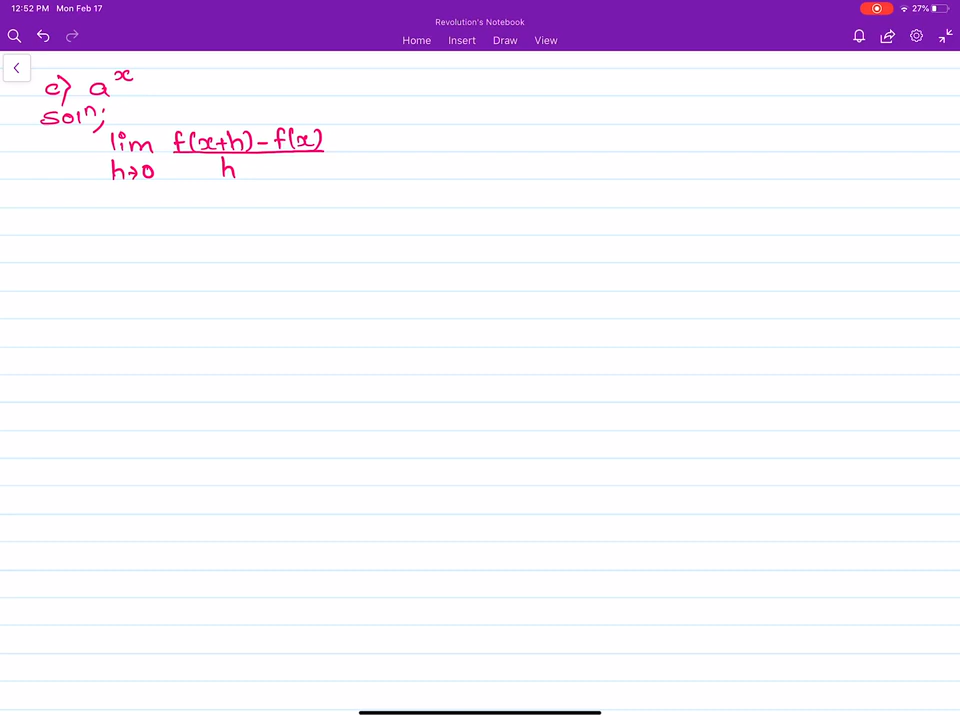 12:52 PM Mon Feb 17
27%
Revolution's Notebook
Home Insert Draw View
c) a^x
soln;
lim f(x+h)-f(x)
h→0 h